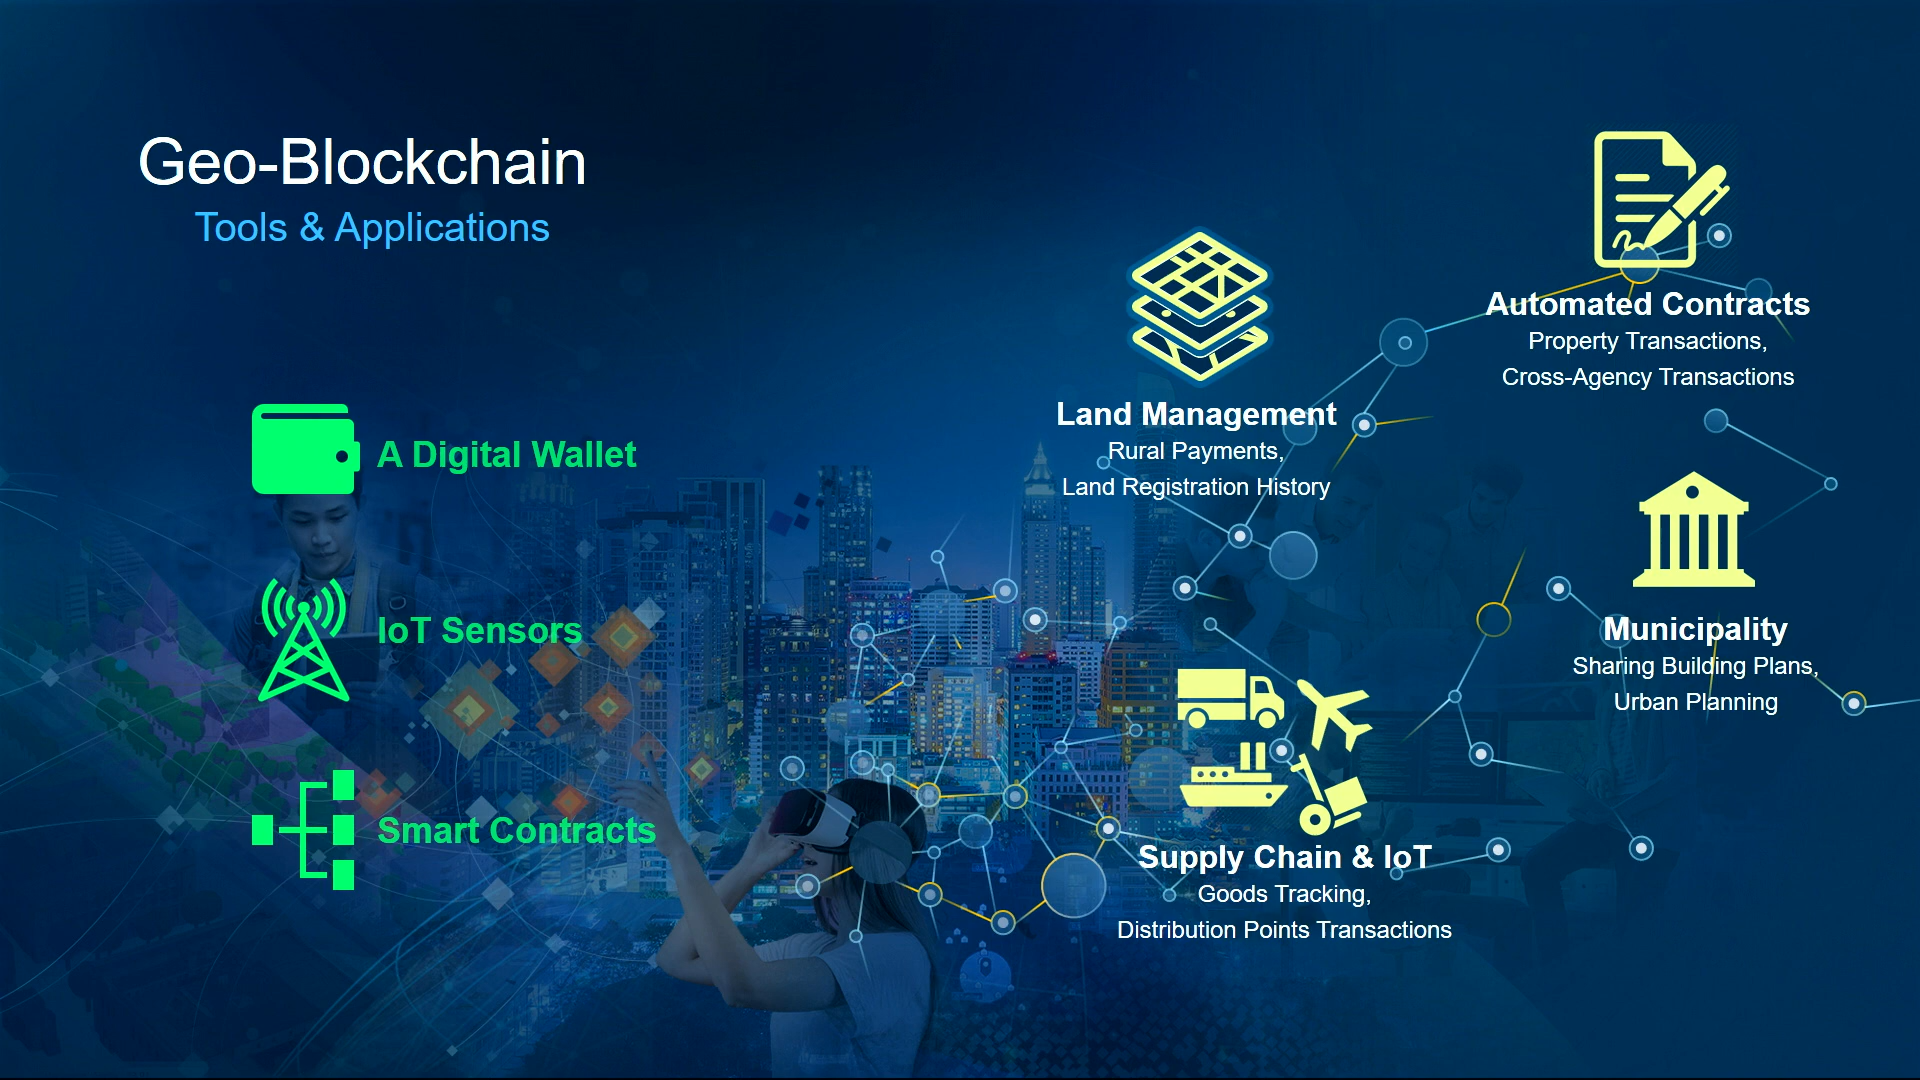 Geo-Blockchain
Tools & Applications
A Digital Wallet
IoT Sensors
Smart Contracts
Land Management
Rural Payments,
Land Registration History
Automated Contracts
Property Transactions,
Cross-Agency Transactions
Municipality
Sharing Building Plans,
Urban Planning
Supply Chain & IoT
Goods Tracking,
Distribution Points Transactions